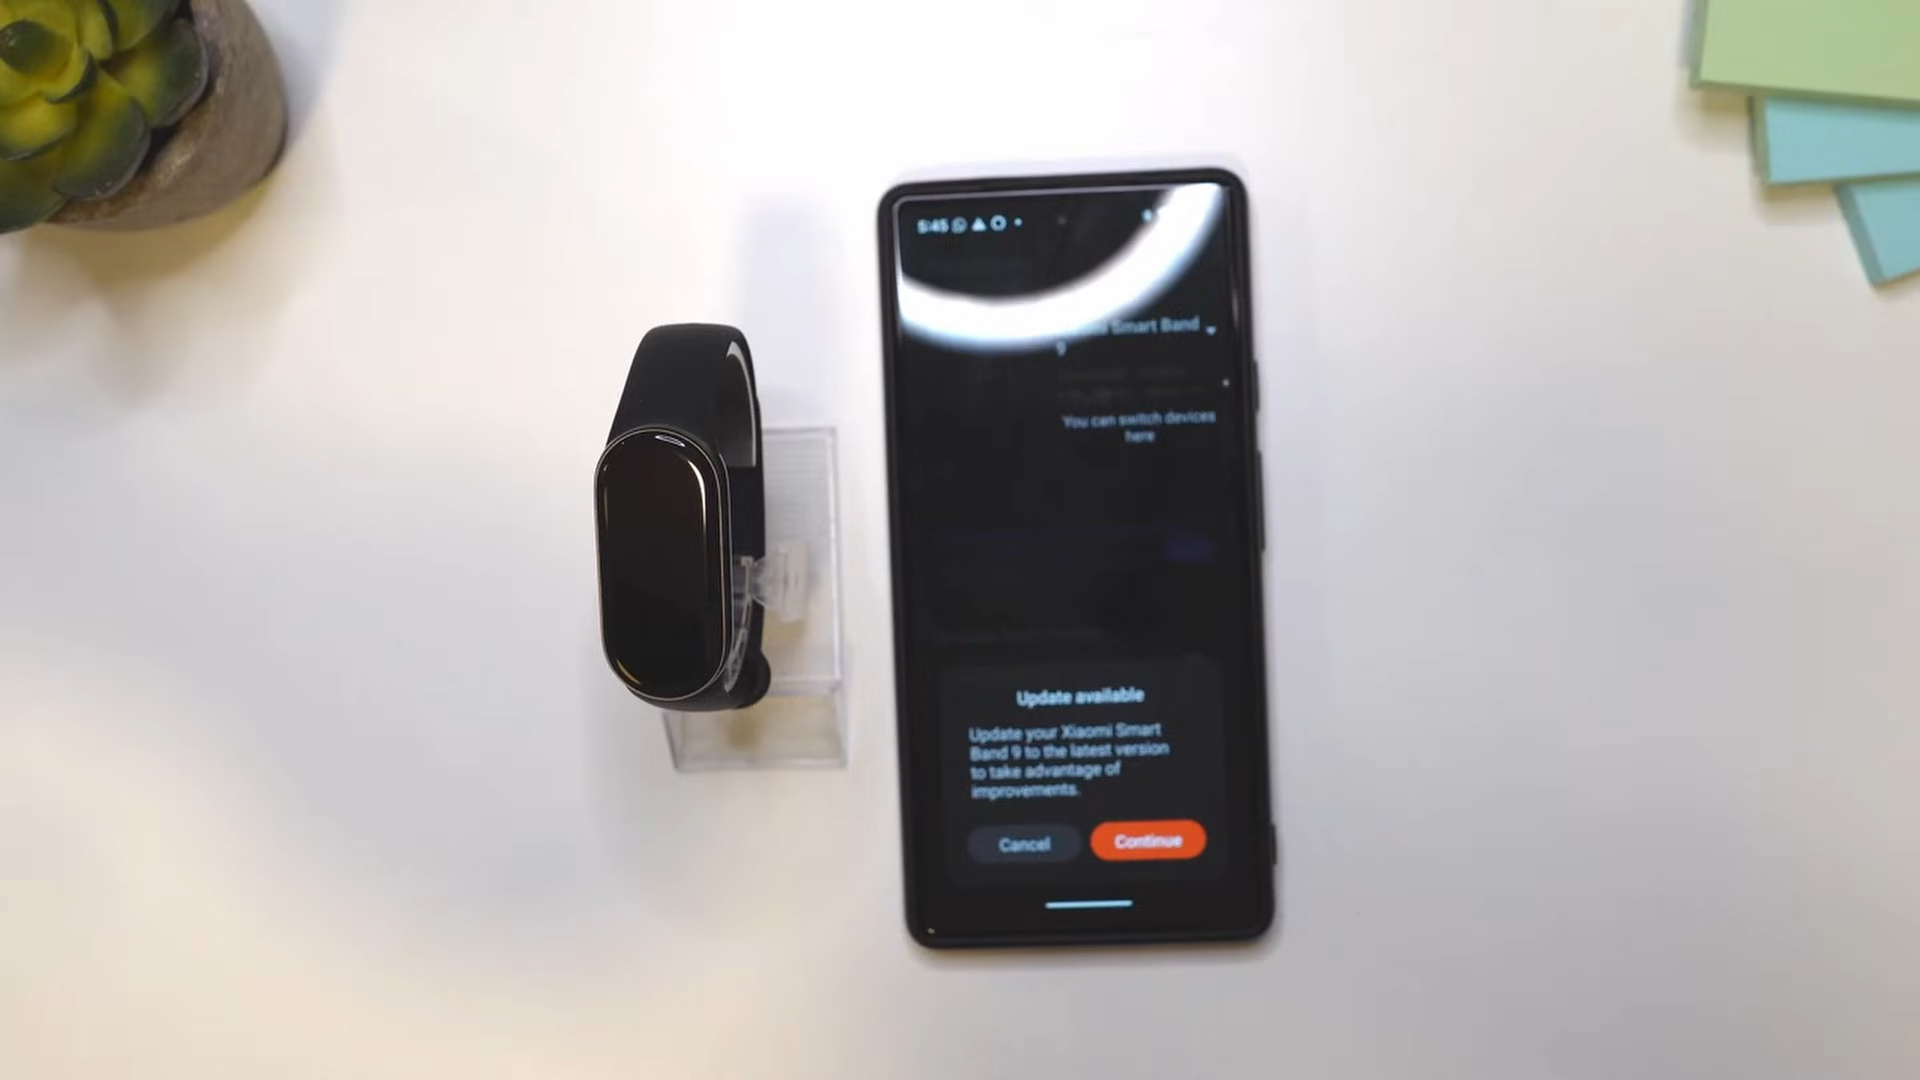 5:45
Smart Band
9
You can switch devices
here
Update available
Update your Xiaomi Smart
Band 9 to the latest version
to take advantage of
improvements.
Cancel
Continue